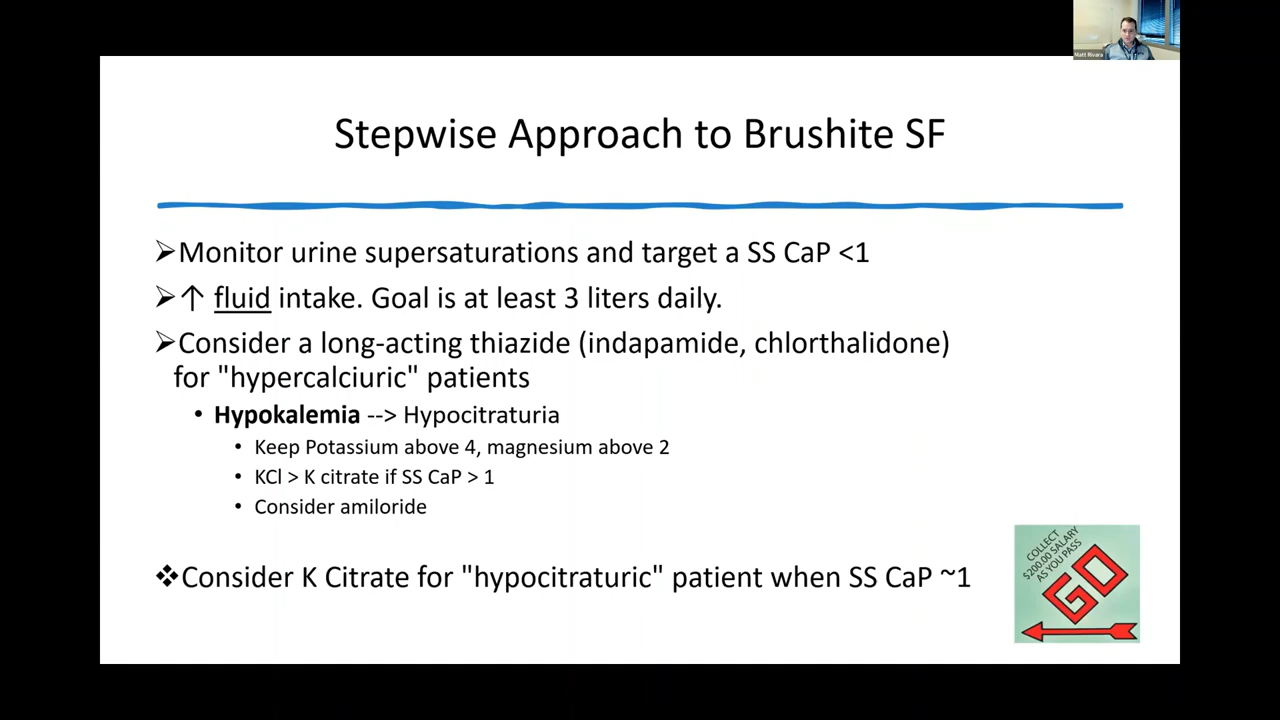 Matt Rivara
Stepwise Approach to Brushite SF
➢Monitor urine supersaturations and target a SS CaP <1
➢↑ fluid intake. Goal is at least 3 liters daily.
➢Consider a long-acting thiazide (indapamide, chlorthalidone)
for "hypercalciuric" patients
• Hypokalemia --> Hypocitraturia
• Keep Potassium above 4, magnesium above 2
• KCl > K citrate if SS CaP > 1
• Consider amiloride
❖Consider K Citrate for "hypocitraturic" patient when SS CaP ~1
COLLECT
$200.00 SALARY
AS YOU PASS
GO